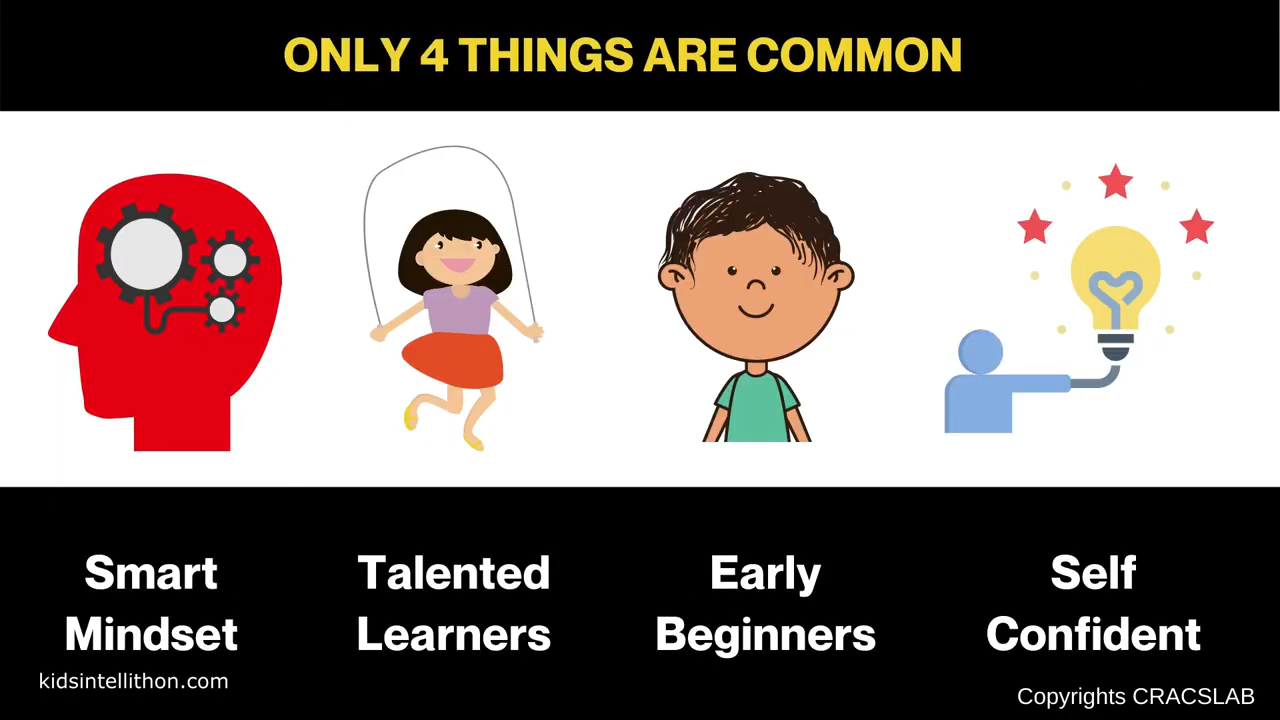 ONLY 4 THINGS ARE COMMON
Smart
Mindset
Talented
Learners
Early
Beginners
Self
Confident
kidsintellithon.com
Copyrights CRACSLAB